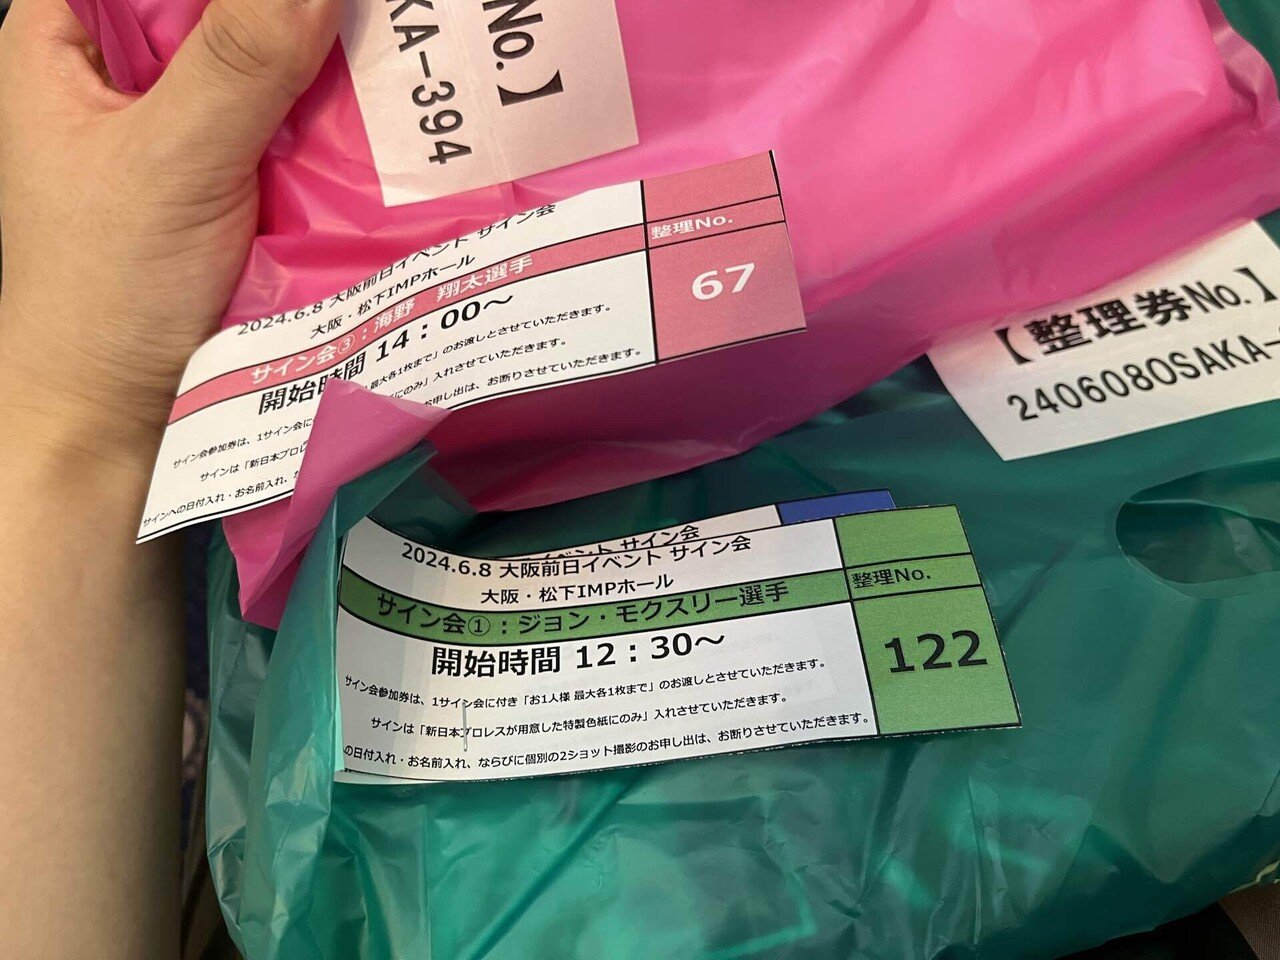 No.】
KA-394
2024.6.8 大阪前日イベント サイン会
大阪・松下IMPホール
サイン会③：海野 翔太選手
開始時間 14：00～
サイン会参加券は、1サイン会に
最大各1枚まで」のお渡しとさせていただきます。
サインは「新日本プロレ
にのみ」入れさせていただきます。
サインへの日付入れ・お名前入れ、な
お申し出は、お断りさせていただきます。
整理No.
67
【整理券No.】
240608OSAKA-
イベント サイン会
2024.6.8 大阪前日イベント サイン会
大阪・松下IMPホール
サイン会①：ジョン・モクスリー選手
開始時間 12：30～
サイン会参加券は、1サイン会に付き「お1人様 最大各1枚まで」のお渡しとさせていただきます。
サインは「新日本プロレスが用意した特製色紙にのみ」入れさせていただきます。
の日付入れ・お名前入れ、ならびに個別の2ショット撮影のお申し出は、お断りさせていただきます。
整理No.
122